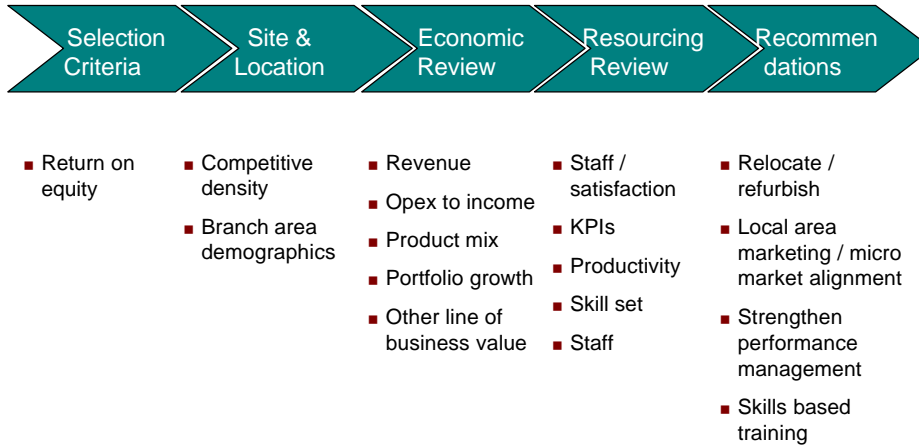 Selection
Criteria
Site &
Location
Economic
Review
Resourcing
Review
Recommen
dations
■ Return on
equity
■ Competitive
density
■ Branch area
demographics
■ Revenue
■ Opex to income
■ Product mix
■ Portfolio growth
■ Other line of
business value
■ Staff /
satisfaction
■ KPIs
■ Productivity
■ Skill set
■ Staff
■ Relocate /
refurbish
■ Local area
marketing / micro
market alignment
■ Strengthen
performance
management
■ Skills based
training